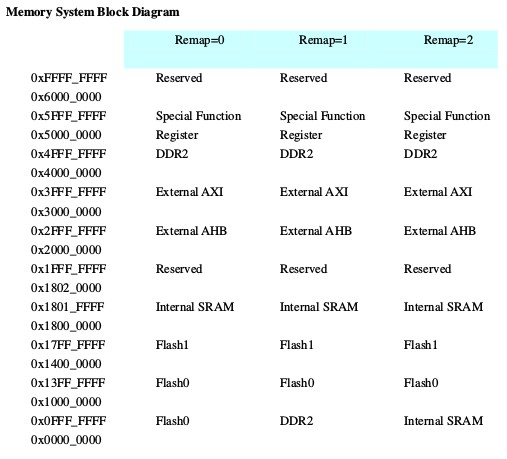 Memory System Block Diagram
Remap=0 Remap=1 Remap=2
0xFFFF_FFFF Reserved Reserved Reserved
0x6000_0000
0x5FFF_FFFF Special Function Special Function Special Function
0x5000_0000 Register Register Register
0x4FFF_FFFF DDR2 DDR2 DDR2
0x4000_0000
0x3FFF_FFFF External AXI External AXI External AXI
0x3000_0000
0x2FFF_FFFF External AHB External AHB External AHB
0x2000_0000
0x1FFF_FFFF Reserved Reserved Reserved
0x1802_0000
0x1801_FFFF Internal SRAM Internal SRAM Internal SRAM
0x1800_0000
0x17FF_FFFF Flash1 Flash1 Flash1
0x1400_0000
0x13FF_FFFF Flash0 Flash0 Flash0
0x1000_0000
0x0FFF_FFFF Flash0 DDR2 Internal SRAM
0x0000_0000